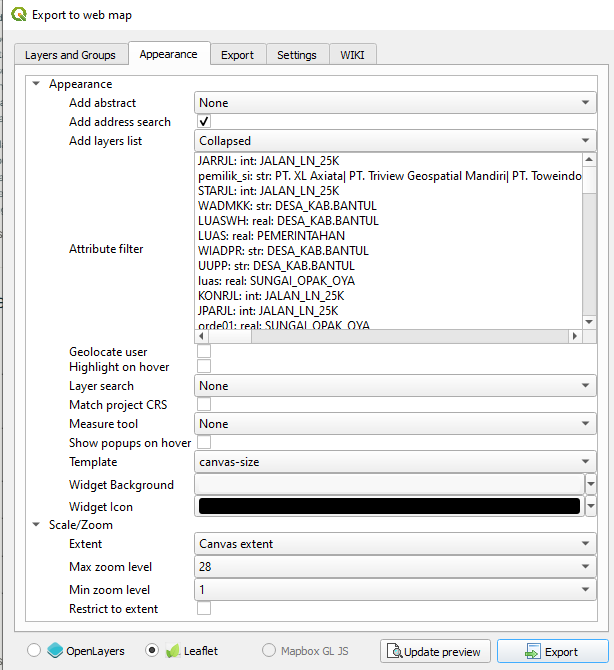 Export to web map
Layers and Groups
Appearance
Export
Settings
WIKI
Appearance
Add abstract
None
Add address search
Add layers list
Collapsed
Attribute filter
JARRJL: int: JALAN_LN_25K
pemilik_si: str: PT. XL Axiata| PT. Triview Geospatial Mandiri| PT. Toweindo
STARJL: int: JALAN_LN_25K
WADMKK: str: DESA_KAB.BANTUL
LUASWH: real: DESA_KAB.BANTUL
LUAS: real: PEMERINTAHAN
WIADPR: str: DESA_KAB.BANTUL
UUPP: str: DESA_KAB.BANTUL
luas: real: SUNGAI_OPAK_OYA
KONRJL: int: JALAN_LN_25K
JPARJL: int: JALAN_LN_25K
orde01: real: SUNGAI_OPAK_OYA
Geolocate user
Highlight on hover
Layer search
None
Match project CRS
Measure tool
None
Show popups on hover
Template
canvas-size
Widget Background
Widget Icon
Scale/Zoom
Extent
Canvas extent
Max zoom level
28
Min zoom level
1
Restrict to extent
OpenLayers
Leaflet
Mapbox GL JS
Update preview
Export